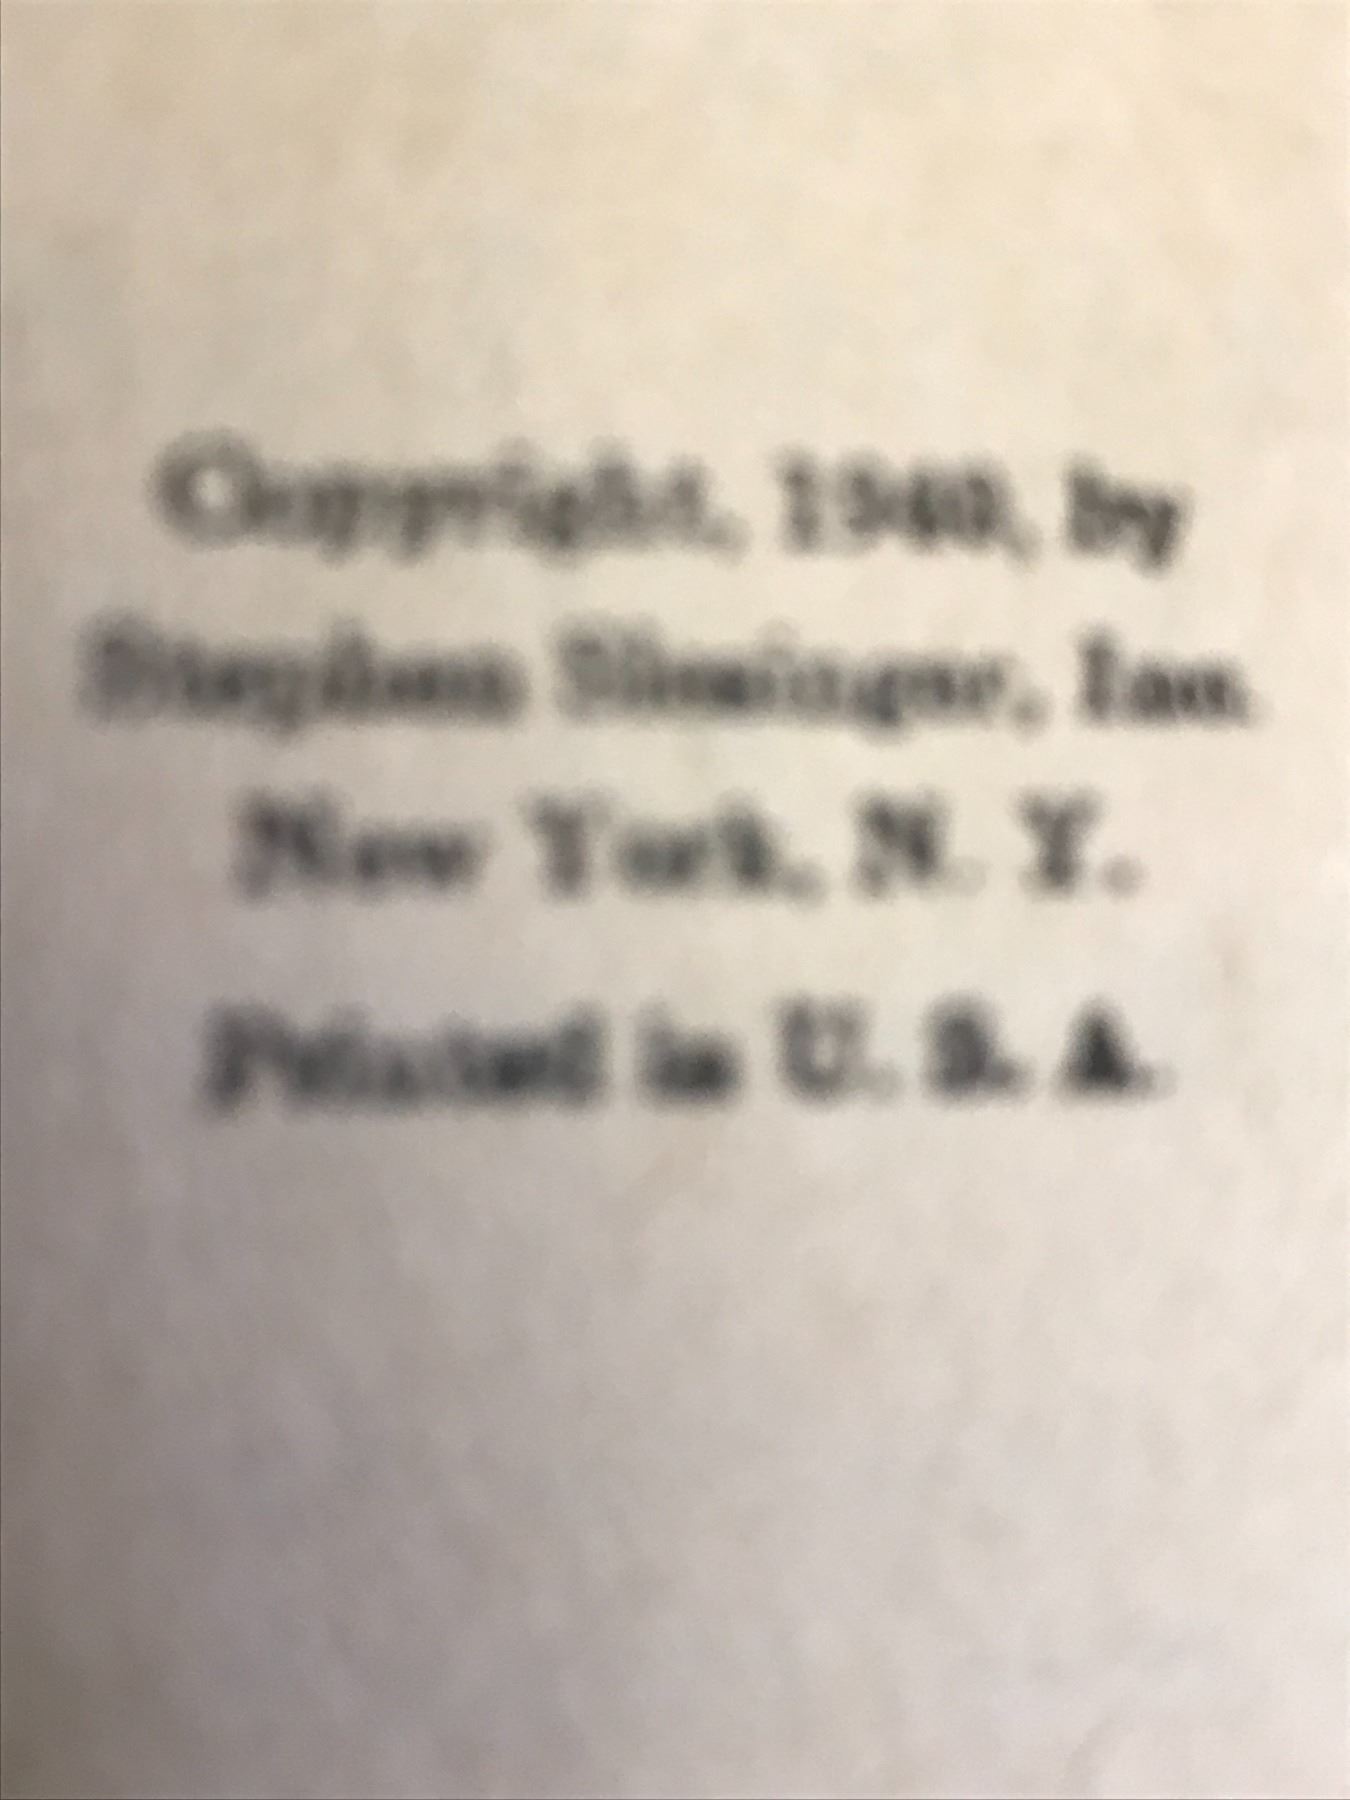 Copyright, 1940, by
Stephen Slesinger, Inc.
New York, N. Y.
Printed in U. S. A.